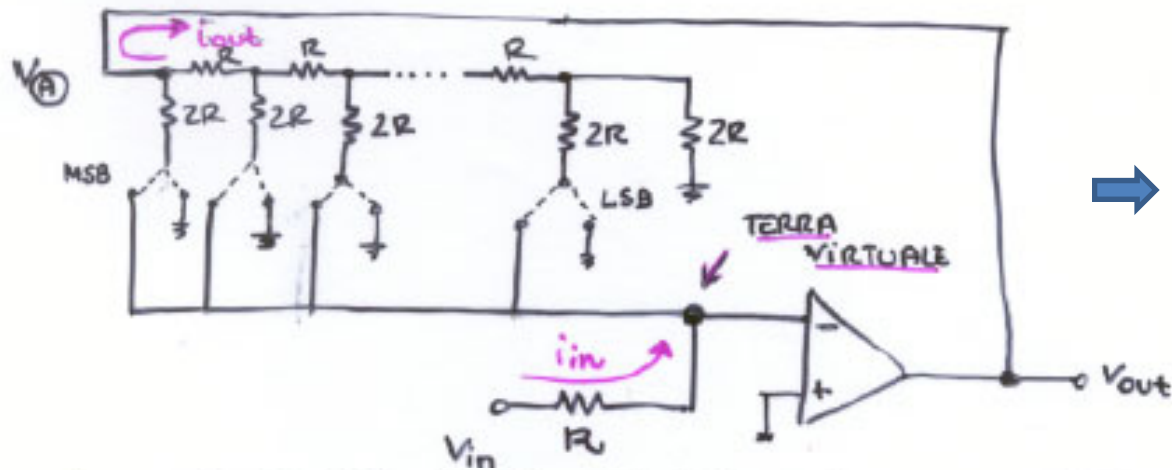 iout
R
R
R
VA
2R
2R
2R
2R
2R
MSB
LSB
TERRA
VIRTUALE
iin
-
+
Vout
Vin
R